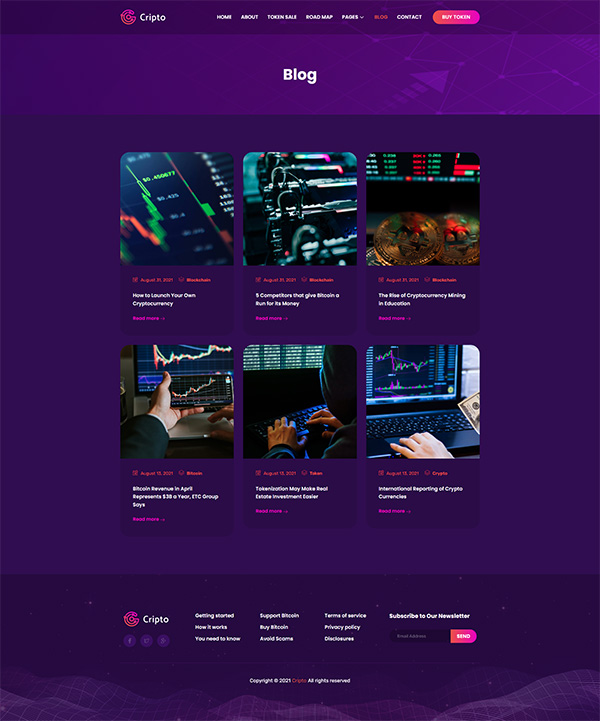 Cripto
HOME ABOUT TOKEN SALE ROAD MAP PAGES BLOG CONTACT BUY TOKEN
Blog
$0.475
$0.450677
$0.4
August 31, 2021 Blockchain
How to Launch Your Own
Cryptocurrency
Read more
August 31, 2021 Blockchain
5 Competitors that give Bitcoin a
Run for Its Money
Read more
August 31, 2021 Blockchain
The Rise of Cryptocurrency Mining
in Education
Read more
August 13, 2021 Bitcoin
Bitcoin Revenue in April
Represents $38 a Year, ETC Group
Says
Read more
August 13, 2021 Token
Tokenization May Make Real
Estate Investment Easier
Read more
August 13, 2021 Crypto
International Reporting of Crypto
Currencies
Read more
Cripto
Getting started
How it works
You need to know
Support Bitcoin
Buy Bitcoin
Avoid Scams
Terms of service
Privacy policy
Disclosures
Subscribe to Our Newsletter
Email Address SEND
Copyright © 2021 Cripto All rights reserved